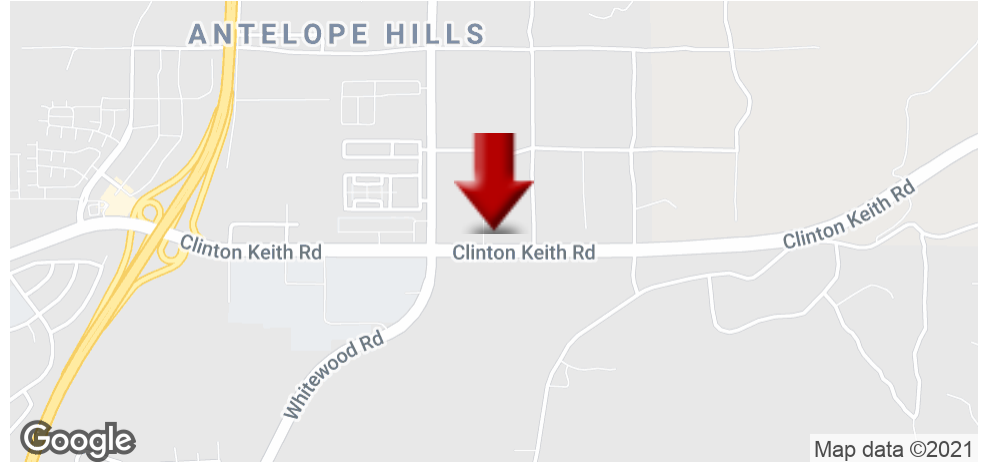 ANTELOPE HILLS
Clinton Keith Rd
Clinton Keith Rd
Clinton Keith Rd
Whitewood Rd
Google
Map data ©2021